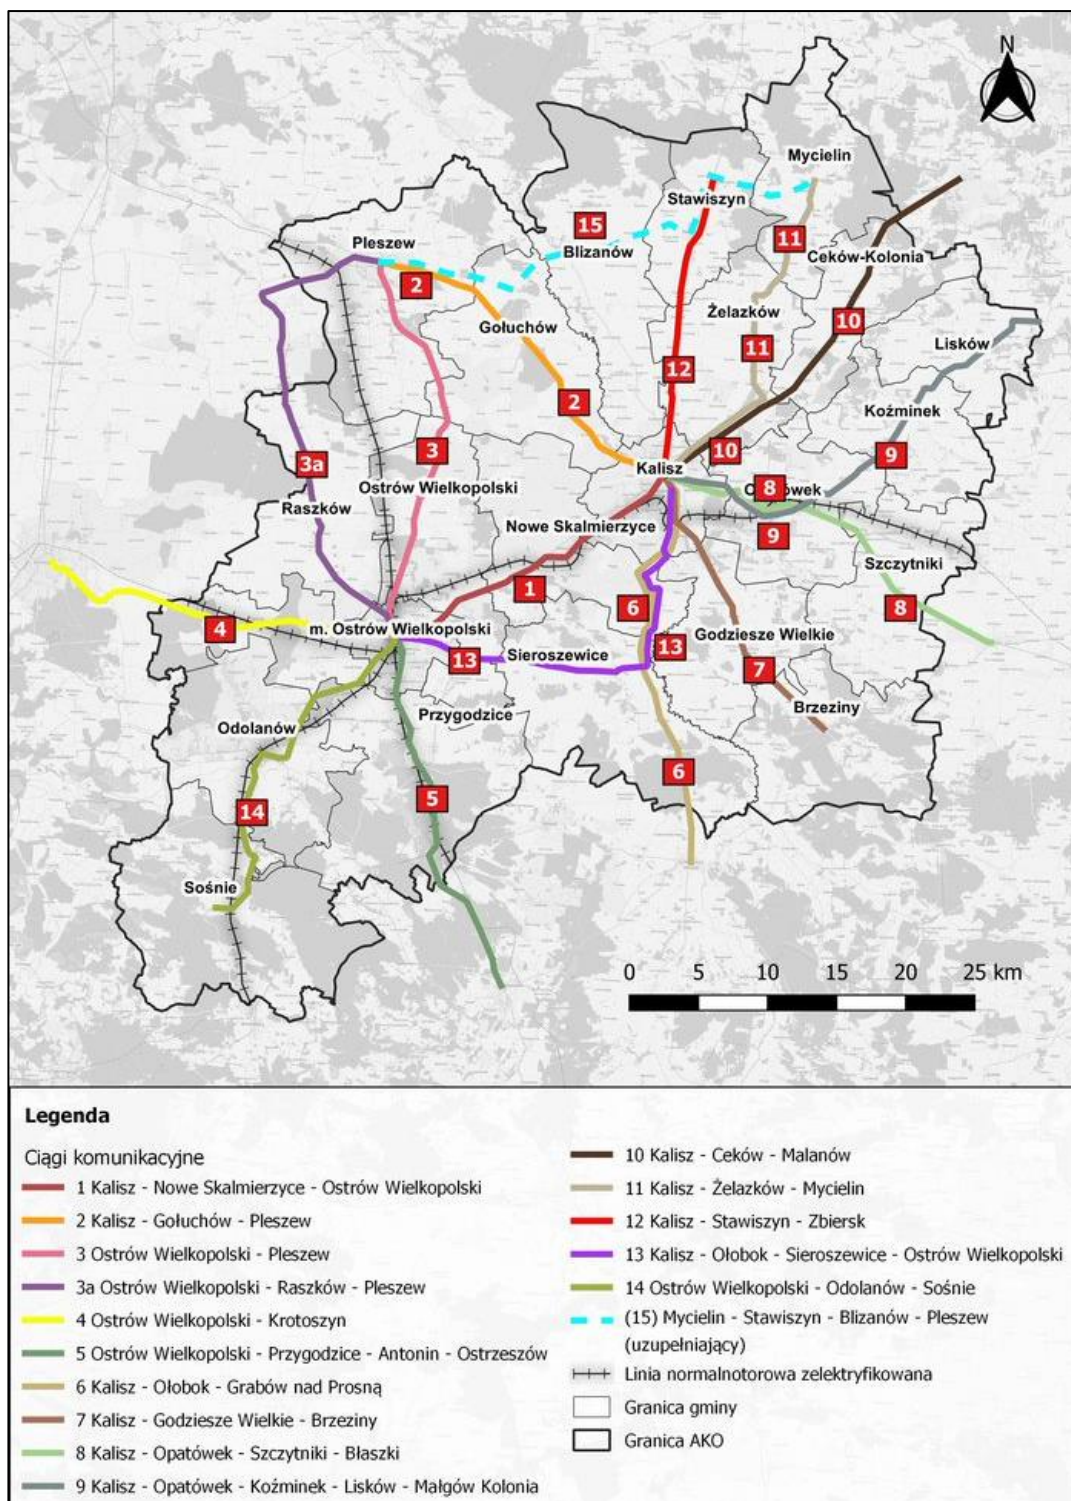 N
Mycielin
Stawiszyn
15
11
Blizanów
Pleszew
Ceków-Kolonia
2
Żelazków
10
Gołuchów
Lisków
11
12
2
Koźminek
3
10
9
3a
Kalisz
Ostrów Wielkopolski
8
Raszków
Nowe Skalmierzyce
9
Szczytniki
1
6
8
4
m. Ostrów Wielkopolski
Godziesze Wielkie
13
Sieroszewice
13
7
Przygodzice
Brzeziny
Odolanów
6
5
14
Sośnie
0 5 10 15 20 25 km
Legenda
Ciągi komunikacyjne
1 Kalisz - Nowe Skalmierzyce - Ostrów Wielkopolski
2 Kalisz - Gołuchów - Pleszew
3 Ostrów Wielkopolski - Pleszew
3a Ostrów Wielkopolski - Raszków - Pleszew
4 Ostrów Wielkopolski - Krotoszyn
5 Ostrów Wielkopolski - Przygodzice - Antonin - Ostrzeszów
6 Kalisz - Ołobok - Grabów nad Prosną
7 Kalisz - Godziesze Wielkie - Brzeziny
8 Kalisz - Opatówek - Szczytniki - Błaszki
9 Kalisz - Opatówek - Koźminek - Lisków - Małgów Kolonia
10 Kalisz - Ceków - Malanów
11 Kalisz - Żelazków - Mycielin
12 Kalisz - Stawiszyn - Zbiersk
13 Kalisz - Ołobok - Sieroszewice - Ostrów Wielkopolski
14 Ostrów Wielkopolski - Odolanów - Sośnie
(15) Mycielin - Stawiszyn - Blizanów - Pleszew
(uzupełniający)
Linia normalnotorowa zelektryfikowana
Granica gminy
Granica AKO